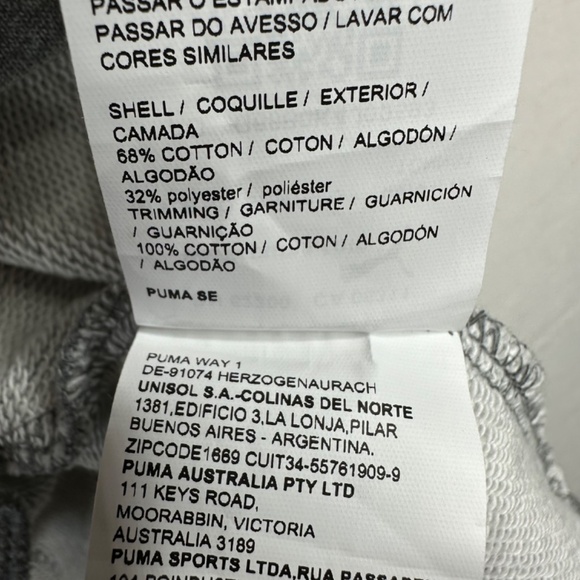 PASSAR O ESTAMPADO
PASSAR DO AVESSO / LAVAR COM
CORES SIMILARES
SHELL / COQUILLE / EXTERIOR /
CAMADA
68% COTTON / COTON / ALGODÓN /
ALGODÃO
32% polyester / poliéster
TRIMMING / GARNITURE / GUARNICIÓN
/ GUARNIÇÃO
100% COTTON / COTON / ALGODÓN
/ ALGODÃO
PUMA SE
PUMA WAY 1
DE-91074 HERZOGENAURACH
UNISOL S.A.-COLINAS DEL NORTE
1381,EDIFICIO 3,LA LONJA,PILAR
BUENOS AIRES - ARGENTINA.
ZIPCODE1669 CUIT34-55761909-9
PUMA AUSTRALIA PTY LTD
111 KEYS ROAD,
MOORABBIN, VICTORIA
AUSTRALIA 3189
PUMA SPORTS LTDA,RUA